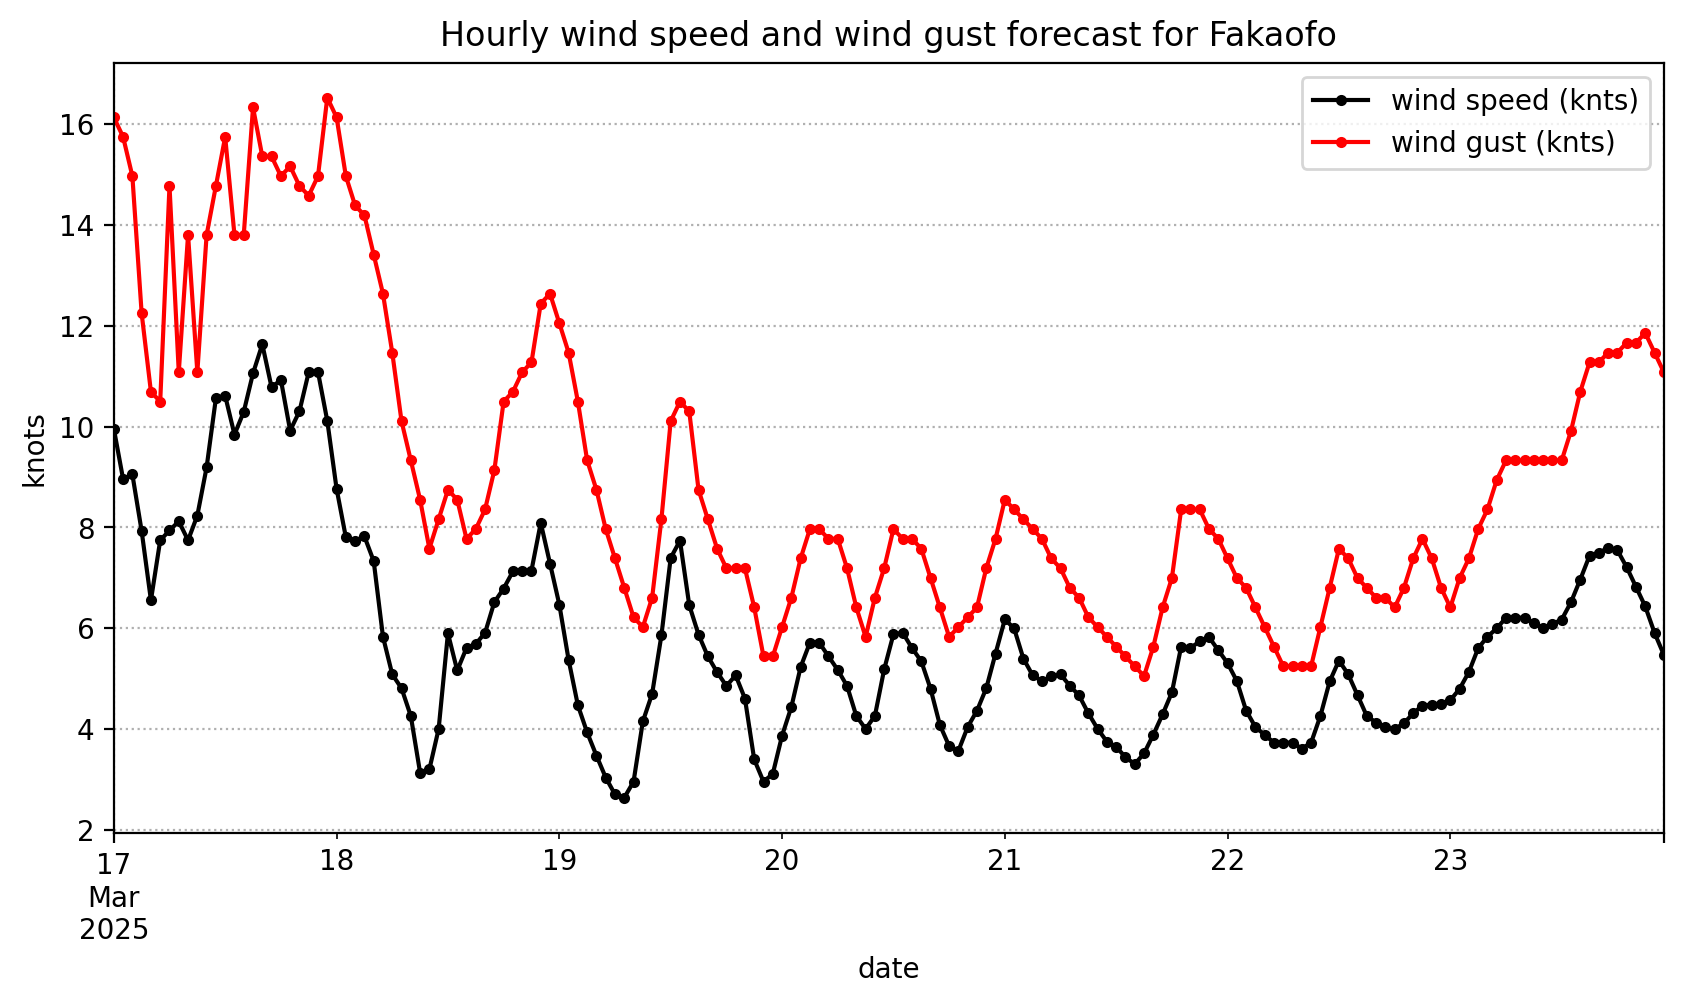 Hourly wind speed and wind gust forecast for Fakaofo
wind speed (knts)
wind gust (knts)
knots
16
14
12
10
8
6
4
2
17
Mar
2025
18
19
20
21
22
23
date